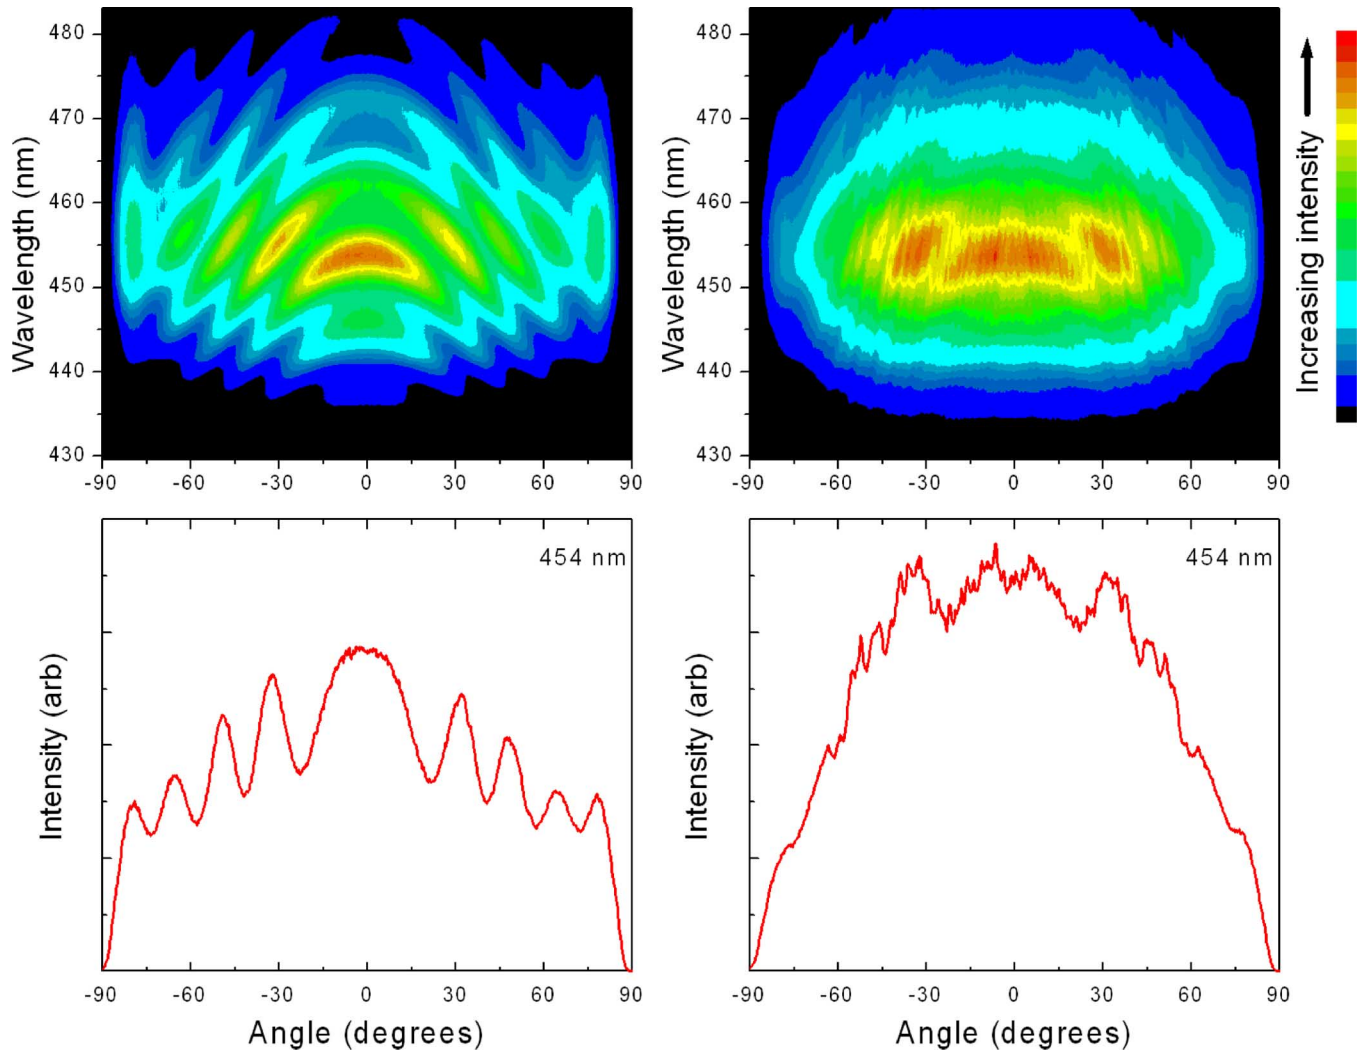 480
470
460
450
440
430
Wavelength (nm)
-90 -60 -30 0 30 60 90
480
470
460
450
440
430
Wavelength (nm)
-90 -60 -30 0 30 60 90
Increasing intensity
454 nm
Intensity (arb)
-90 -60 -30 0 30 60 90
Angle (degrees)
454 nm
Intensity (arb)
-90 -60 -30 0 30 60 90
Angle (degrees)